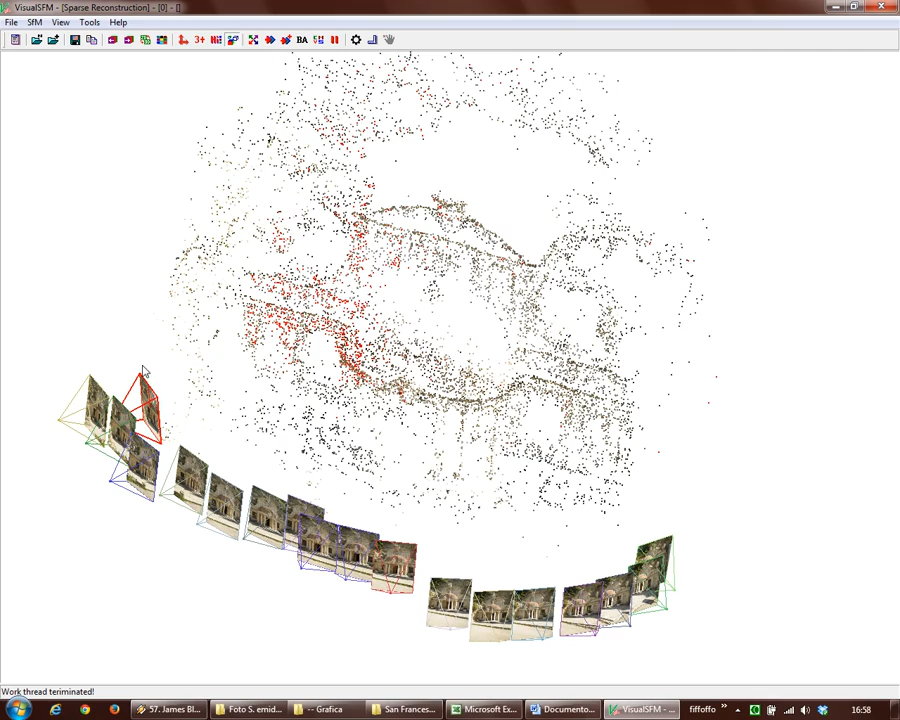 VisualSFM - [Sparse Reconstruction] - [0] - []
File SfM View Tools Help
3+ BA
Work thread teriminated!
57. James Bl... Foto S. emid... -- Grafica San Frances... Microsoft Ex... Documento... VisualSFM - ... fiffoffo » 16:58